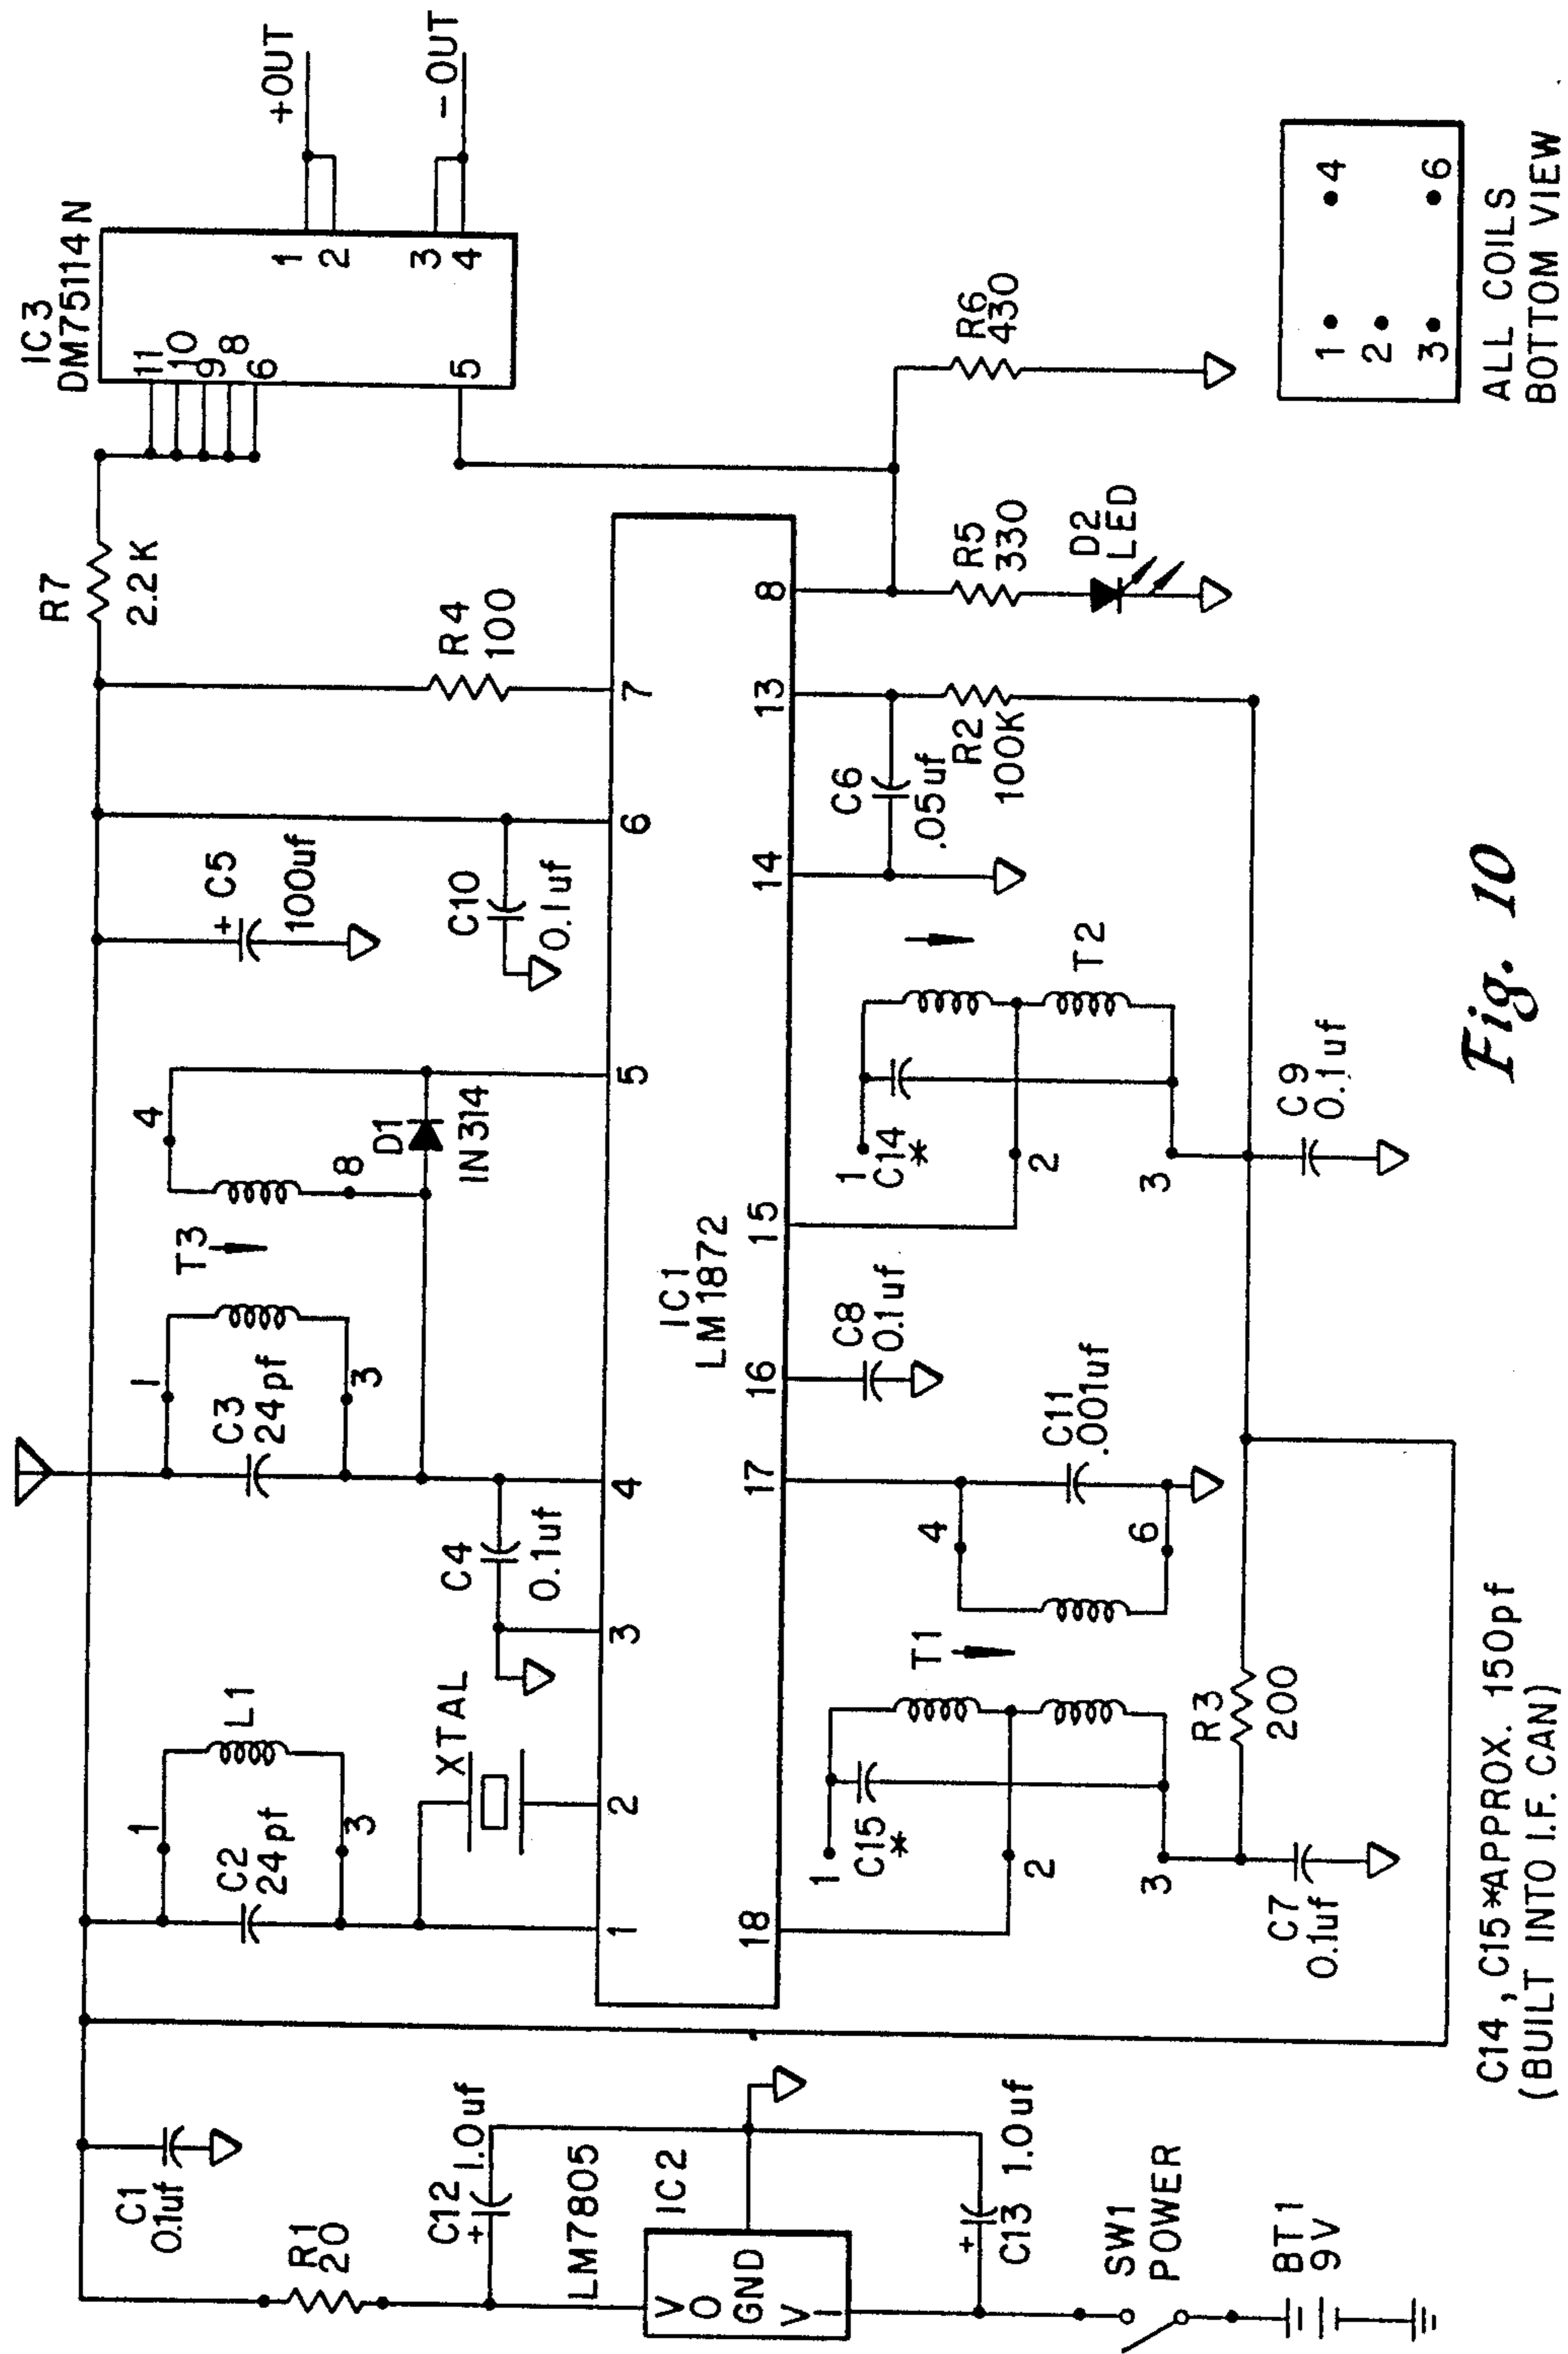 IC3
DM75114N
+OUT
-OUT
11
10
9
8
6
5
1
2
3
4
R7
2.2K
R4
100
R6
430
R5
330
D2
LED
+
C5
100uf
C10
0.1uf
T3
4
8
D1
IN314
1
3
C3
24pf
C4
0.1uf
L1
1
3
C2
24pf
XTAL
1
2
3
4
5
6
7
8
13
14
15
16
17
18
IC1
LM1872
C6
.05uf
R2
100K
T2
1
C14
*
2
3
C9
0.1uf
C8
0.1uf
C11
.001uf
4
6
T1
1
C15
*
2
3
R3
200
C7
0.1uf
C1
0.1uf
R1
20
C12
1.0uf
+
LM7805
IC2
VO
GND
VI
+
C13 1.0uf
SW1
POWER
BT1
9V
1
2
3
4
6
ALL COILS
BOTTOM VIEW
C14, C15*APPROX. 150pf
(BUILT INTO I.F. CAN)
Fig. 10